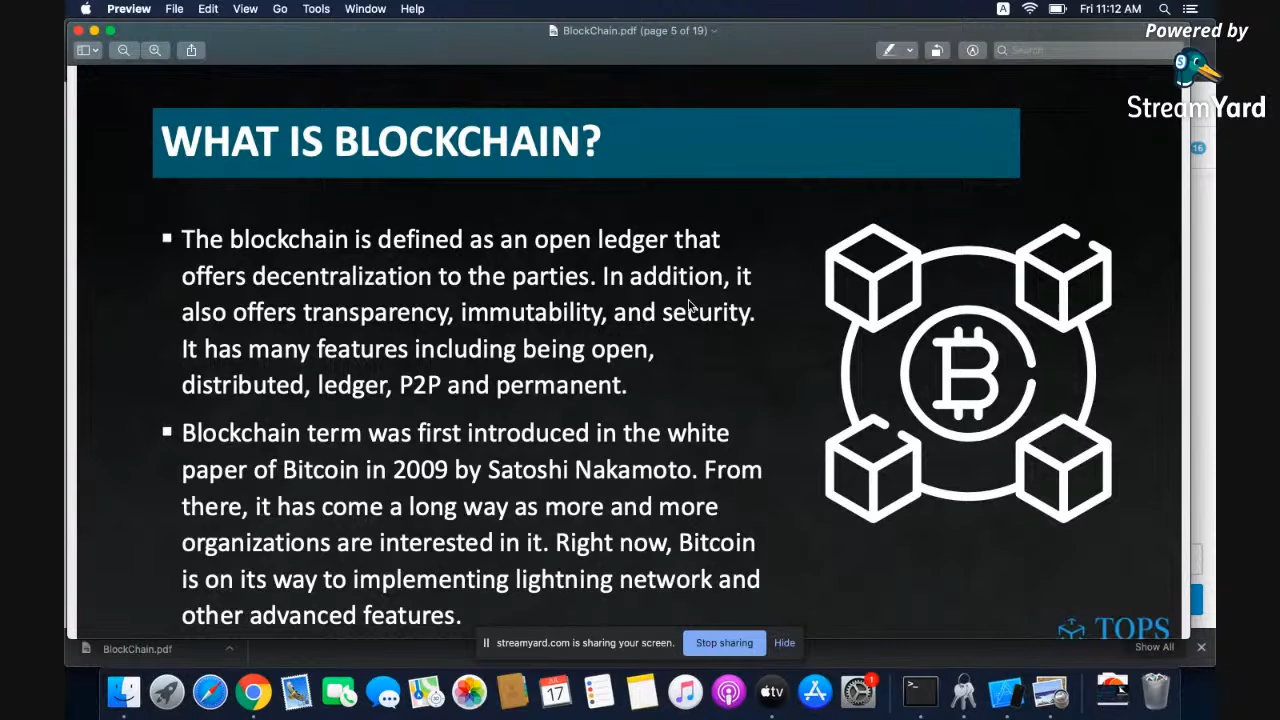 Preview File Edit View Go Tools Window Help A Fri 11:12 AM
Powered by
BlockChain.pdf (page 5 of 19)
Search
S
StreamYard
WHAT IS BLOCKCHAIN?
16
▪ The blockchain is defined as an open ledger that
offers decentralization to the parties. In addition, it
also offers transparency, immutability, and security.
It has many features including being open,
distributed, ledger, P2P and permanent.
▪ Blockchain term was first introduced in the white
paper of Bitcoin in 2009 by Satoshi Nakamoto. From
there, it has come a long way as more and more
organizations are interested in it. Right now, Bitcoin
is on its way to implementing lightning network and
other advanced features.
TOPS
streamyard.com is sharing your screen. Stop sharing Hide
BlockChain.pdf
Show All
JUL
17
tv
1